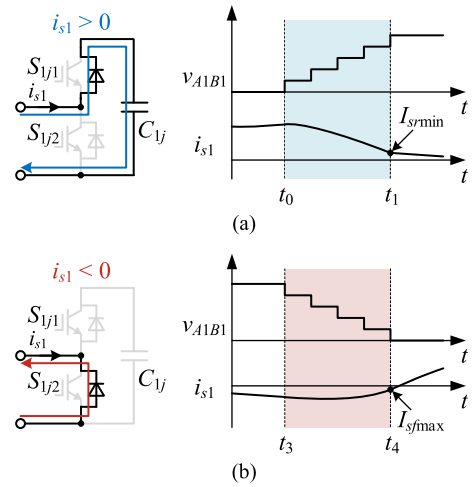 i_{s1} > 0
S_{1j1}
i_{s1}
S_{1j2}
C_{1j}
v_{A1B1}
i_{s1}
I_{srmin}
t_0
t_1
t
t
(a)
i_{s1} < 0
S_{1j1}
i_{s1}
S_{1j2}
C_{1j}
v_{A1B1}
i_{s1}
t
t
I_{sfmax}
t_3
t_4
(b)